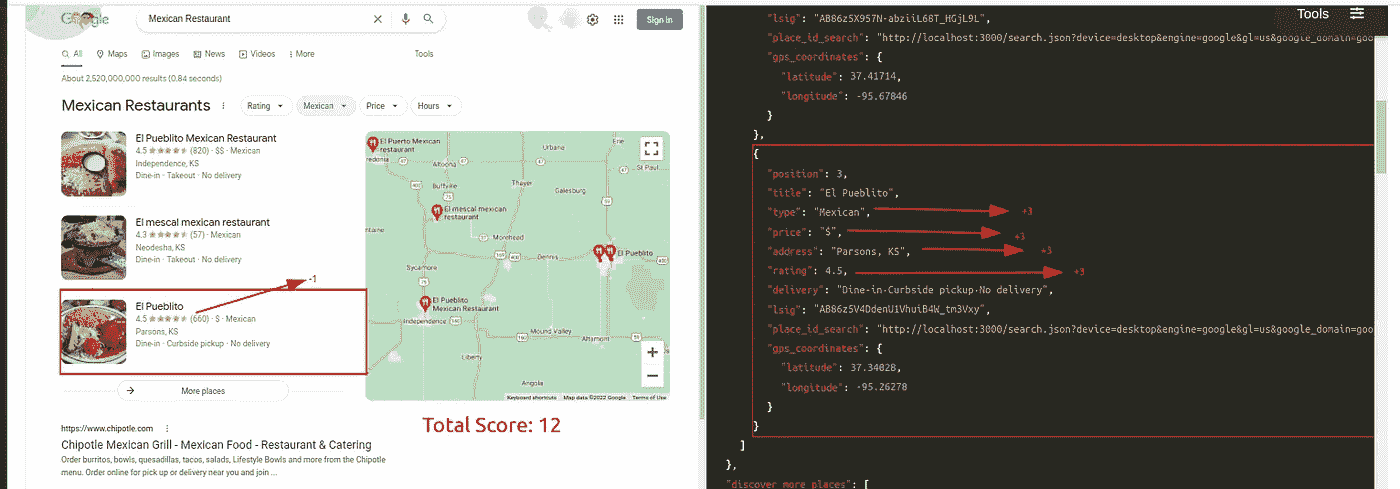 Google
Mexican Restaurant
Sign in
All
Maps
Images
News
Videos
More
Tools
About 2,520,000,000 results (0.84 seconds)
Mexican Restaurants
Rating
Mexican
Price
Hours
El Pueblito Mexican Restaurant
4.5 (820) · $$ · Mexican
Independence, KS
Dine-in · Takeout · No delivery
El mescal mexican restaurant
4.3 (57) · Mexican
Neodesha, KS
Dine-in · Takeout · No delivery
-1
El Pueblito
4.5 (660) · $ · Mexican
Parsons, KS
Dine-in · Curbside pickup · No delivery
More places
El Puerto Mexican
restaurant
Urbana
Erie
Altoona
St Paul
Buffville
Thayer
Galesburg
El mescal mexican
restaurant
Morehead
El Pueblito
Dennis
Sycamore
El Pueblito
Mexican Restaurant
Independence
Mound Valley
Altamont
Liberty
Angola
Keyboard shortcuts
Map data ©2022 Google
Terms of Use
Total Score: 12
https://www.chipotle.com
Chipotle Mexican Grill - Mexican Food - Restaurant & Catering
Order burritos, bowls, quesadillas, tacos, salads, Lifestyle Bowls and more from the Chipotle
menu. Order online for pick up or delivery near you and join ...
Tools
"place_id_search": "http://localhost:3000/search.json?device=desktop&engine=google&gl=us&google_domain=goo
"gps_coordinates": {
"latitude": 37.41714,
"longitude": -95.67846
}
},
{
"position": 3,
"title": "El Pueblito",
"type": "Mexican", +3
"price": "$", +3
"address": "Parsons, KS", +3
"rating": 4.5, +3
"delivery": "Dine-in·Curbside pickup·No delivery",
"lsig": "AB86z5V4DdenU1VhuiB4W_tm3Vxy",
"place_id_search": "http://localhost:3000/search.json?device=desktop&engine=google&gl=us&google_domain=goo
"gps_coordinates": {
"latitude": 37.34028,
"longitude": -95.26278
}
}
]
},
"discover_more_places": [